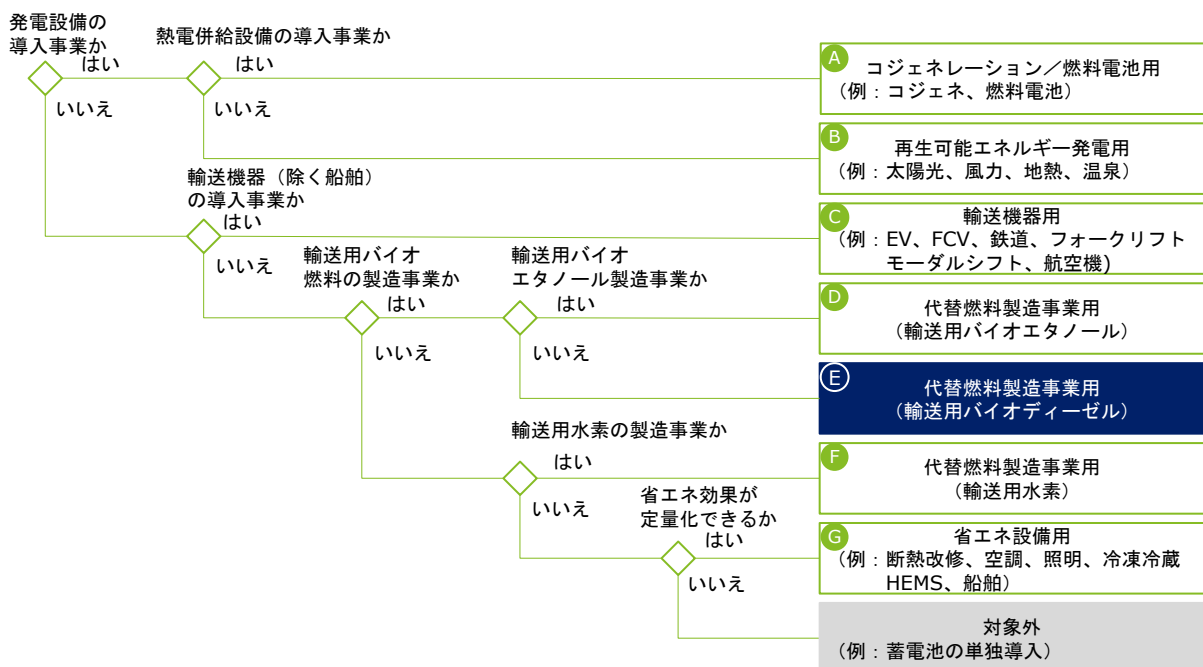 発電設備の
導入事業か
はい
いいえ
熱電併給設備の導入事業か
はい
いいえ
A
コジェネレーション／燃料電池用
（例：コジェネ、燃料電池）
B
再生可能エネルギー発電用
（例：太陽光、風力、地熱、温泉）
輸送機器（除く船舶）
の導入事業か
はい
いいえ
C
輸送機器用
（例：EV、FCV、鉄道、フォークリフト
モーダルシフト、航空機)
輸送用バイオ
燃料の製造事業か
はい
いいえ
輸送用バイオ
エタノール製造事業か
はい
いいえ
D
代替燃料製造事業用
（輸送用バイオエタノール）
E
代替燃料製造事業用
（輸送用バイオディーゼル）
輸送用水素の製造事業か
はい
いいえ
F
代替燃料製造事業用
（輸送用水素）
省エネ効果が
定量化できるか
はい
いいえ
G
省エネ設備用
（例：断熱改修、空調、照明、冷凍冷蔵
HEMS、船舶）
対象外
（例：蓄電池の単独導入）